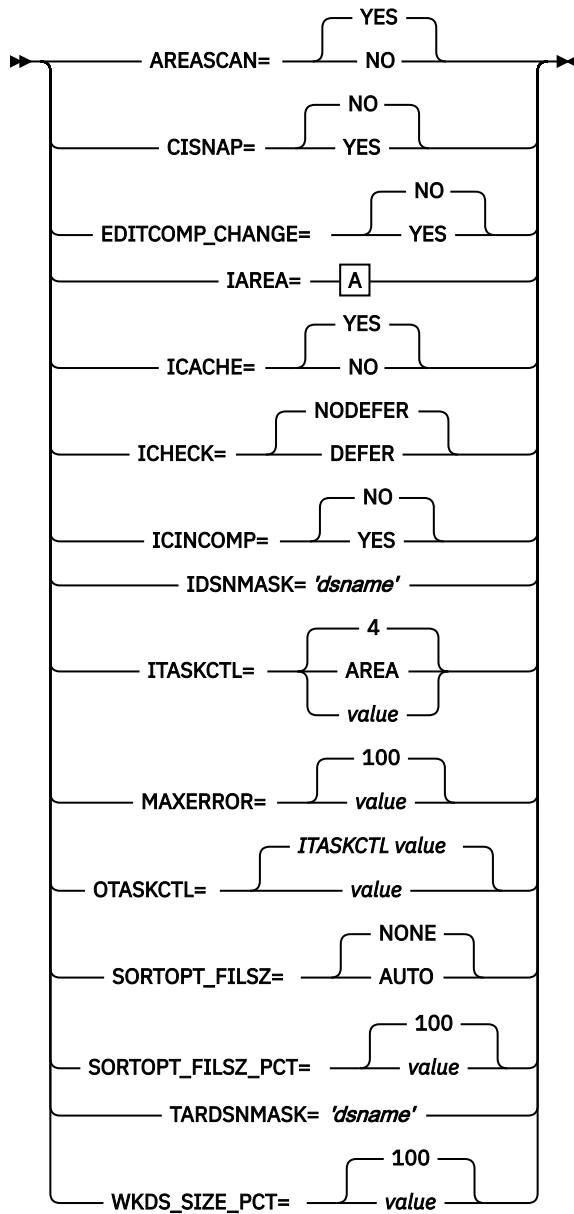 YES
AREASCAN= NO
NO
CISNAP= YES
NO
EDITCOMP_CHANGE= YES
IAREA= A
YES
ICACHE= NO
NODEFER
ICHECK= DEFER
NO
ICINCOMP= YES
IDSNMASK= 'dsname'
4
ITASKCTL= AREA
value
100
MAXERROR= value
ITASKCTL value
OTASKCTL= value
NONE
SORTOPT_FILSZ= AUTO
100
SORTOPT_FILSZ_PCT= value
TARDSNMASK= 'dsname'
100
WKDS_SIZE_PCT= value